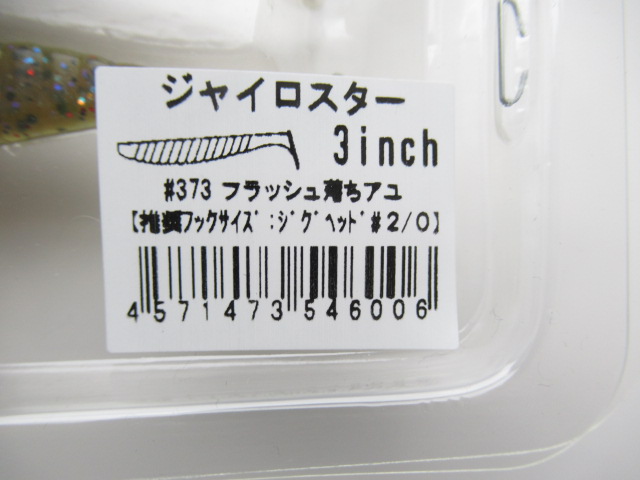 ジャイロスター
3inch
#373 フラッシュ落ちアユ
【推奨フックサイズ:ジグヘッド#2/0】
4571473546006